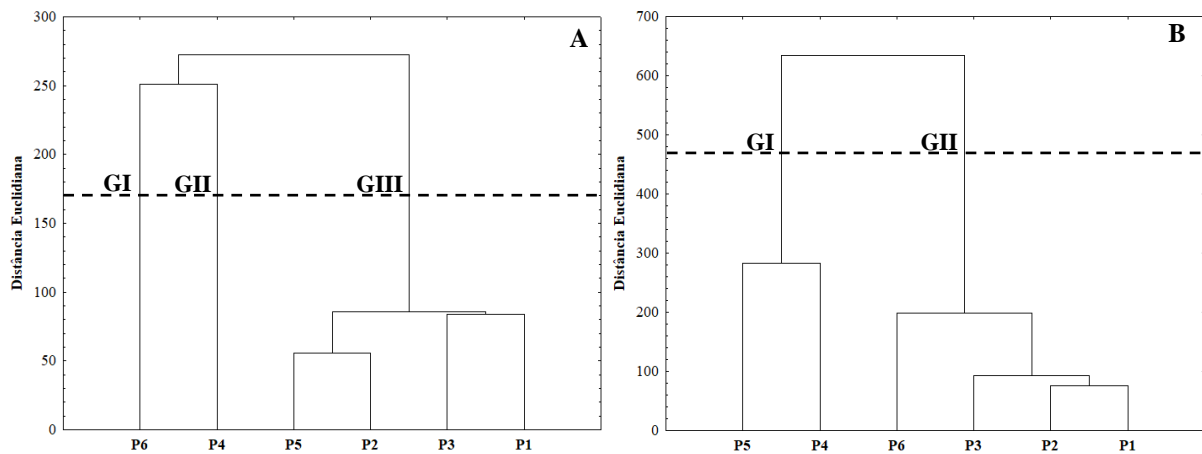 A
300
250
200
150
100
50
0
Distância Euclidiana
GI
GII
GIII
P6 P4 P5 P2 P3 P1
B
700
600
500
400
300
200
100
0
Distância Euclidiana
GI
GII
P5 P4 P6 P3 P2 P1